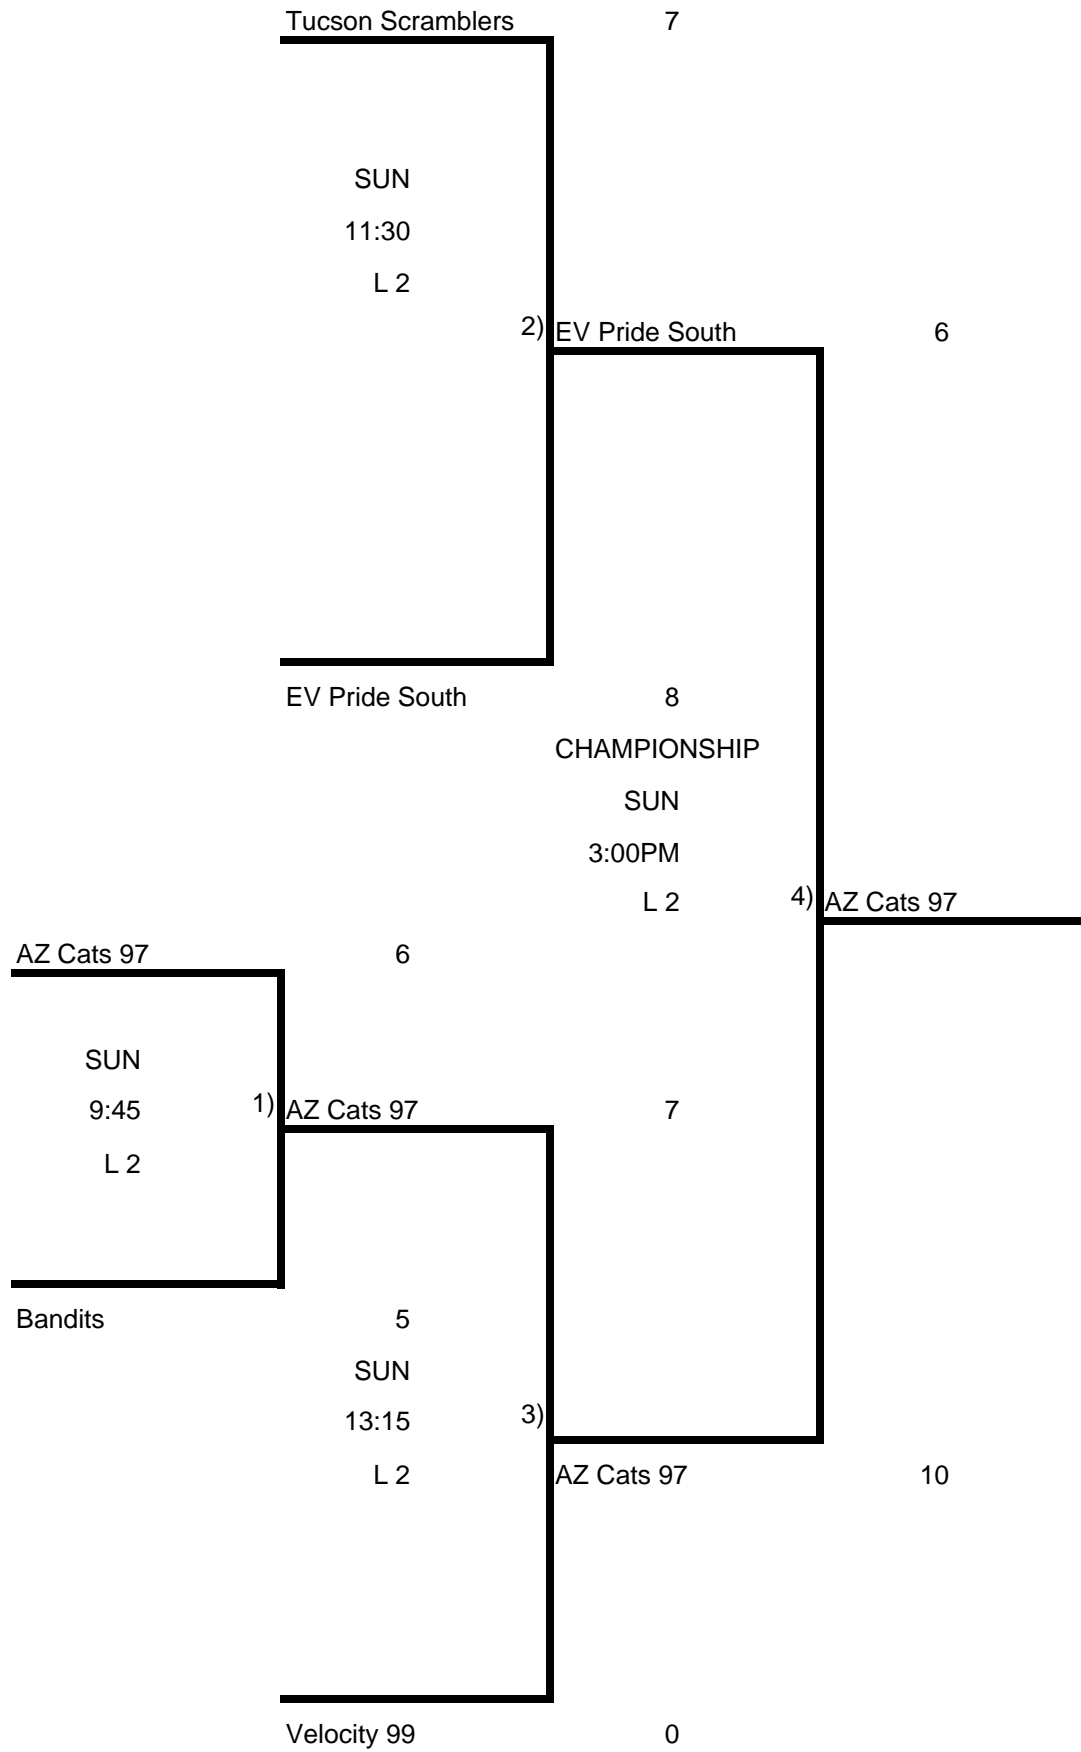 Tucson Scramblers 7
SUN
11:30
L 2
2) EV Pride South 6
EV Pride South 8
CHAMPIONSHIP
SUN
3:00PM
L 2 4) AZ Cats 97
AZ Cats 97 6
SUN
9:45 1) AZ Cats 97 7
L 2
Bandits 5
SUN
13:15 3)
L 2 AZ Cats 97 10
Velocity 99 0